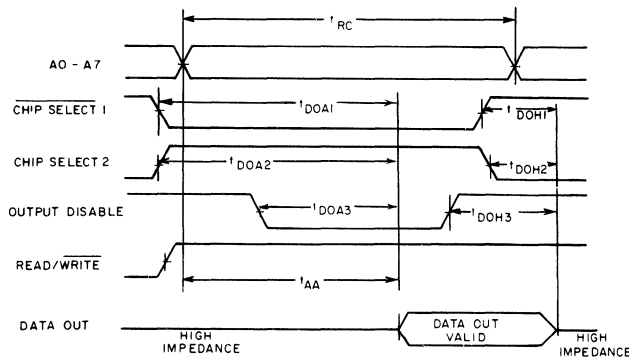 tRC
A0 - A7
CHIP SELECT 1
tDOA1
tDOH1
CHIP SELECT 2
tDOA2
tDOH2
OUTPUT DISABLE
tDOA3
tDOH3
READ/WRITE
tAA
DATA OUT
HIGH
IMPEDANCE
DATA OUT
VALID
HIGH
IMPEDANCE